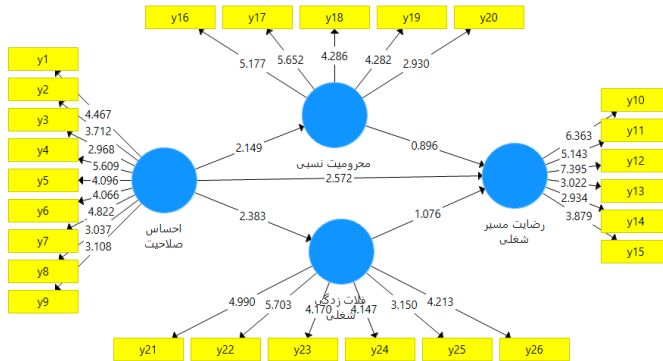 y16
y17
y18
y19
y20
y1
y2
y3
y4
y5
y6
y7
y8
y9
5.177
5.652
4.286
4.282
2.930
4.467
3.712
2.968
5.609
4.096
4.066
4.822
3.037
3.108
محرومیت نسبی
2.149
0.896
2.572
2.383
1.076
احساس
صلاحیت
رضایت مسیر
شغلی
y10
y11
y12
y13
y14
y15
6.363
5.143
7.395
3.022
2.934
3.879
فلات زدگی
شغلی
4.990
5.703
4.170
4.147
3.150
4.213
y21
y22
y23
y24
y25
y26